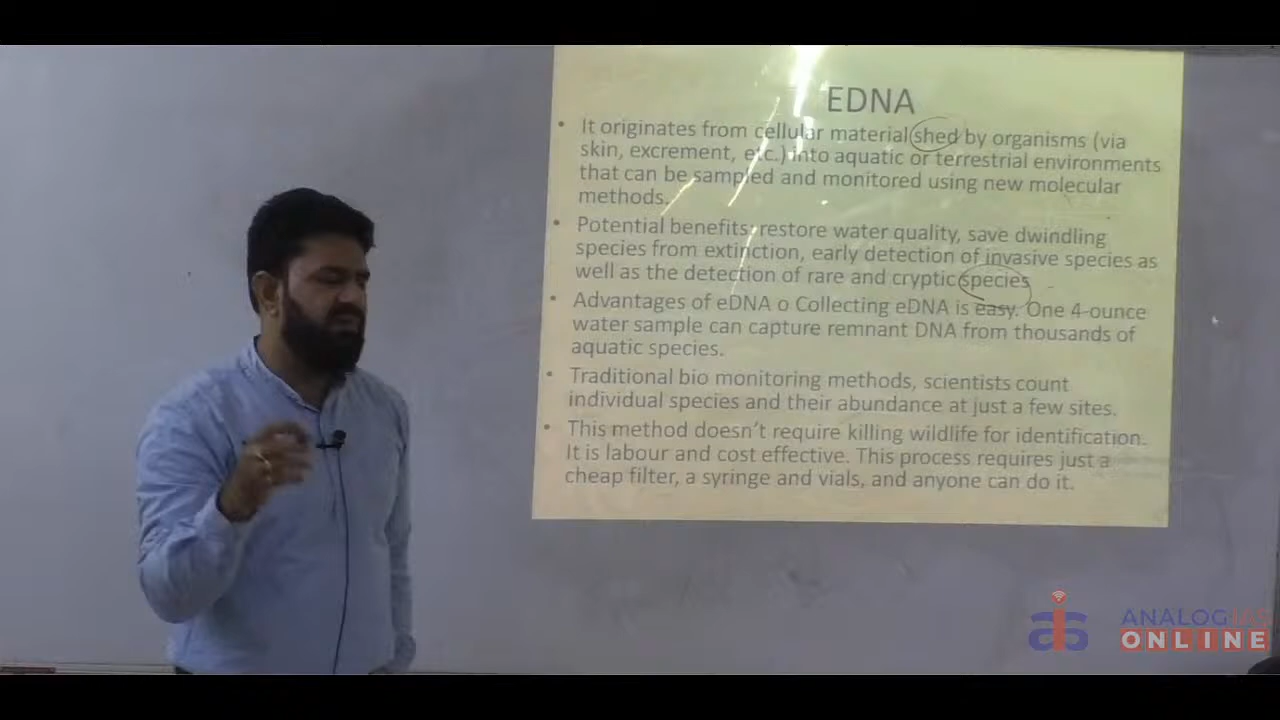 EDNA
• It originates from cellular material shed by organisms (via
skin, excrement, etc.) into aquatic or terrestrial environments
that can be sampled and monitored using new molecular
methods.
• Potential benefits: restore water quality, save dwindling
species from extinction, early detection of invasive species as
well as the detection of rare and cryptic species
• Advantages of eDNA o Collecting eDNA is easy. One 4-ounce
water sample can capture remnant DNA from thousands of
aquatic species.
• Traditional bio monitoring methods, scientists count
individual species and their abundance at just a few sites.
• This method doesn't require killing wildlife for identification.
It is labour and cost effective. This process requires just a
cheap filter, a syringe and vials, and anyone can do it.
ais
ANALOG IAS
ONLINE